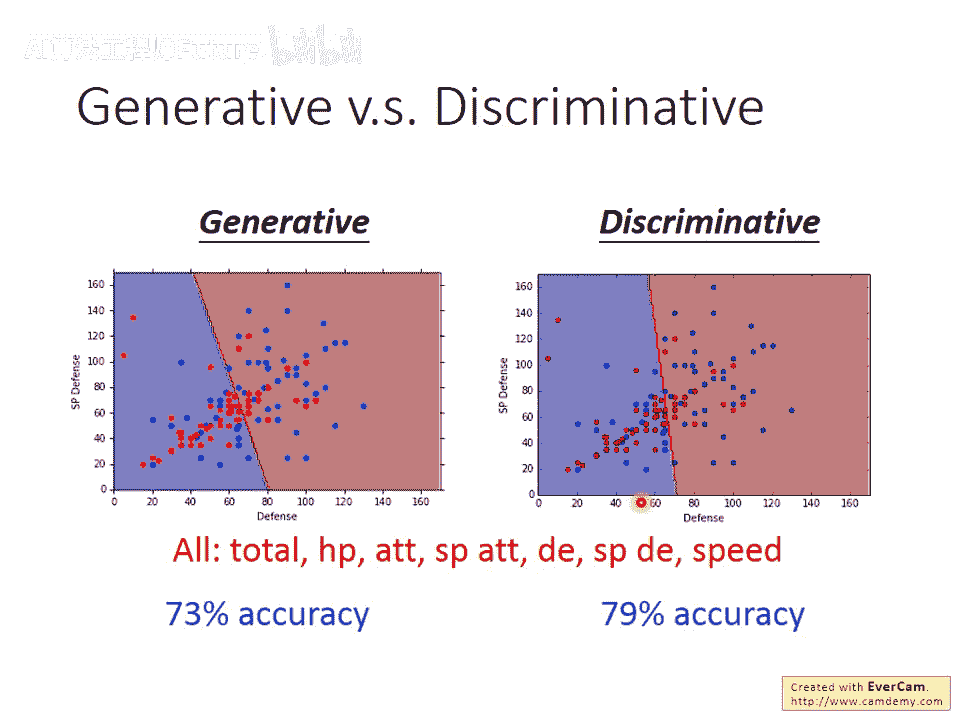 Generative v.s. Discriminative
Generative
Discriminative
160
140
120
100
80
60
40
20
0
SP Defense
0 20 40 60 80 100 120 140 160
Defense
160
140
120
100
80
60
40
20
0
SP Defense
0 20 40 60 80 100 120 140 160
Defense
All: total, hp, att, sp att, de, sp de, speed
73% accuracy
79% accuracy
Created with EverCam.
http://www.camdemy.com